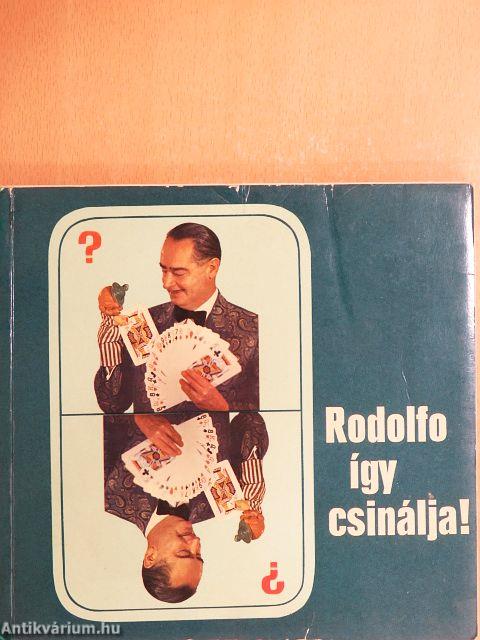 ?
Rodolfo
így
csinálja!
?
Antikvárium.hu